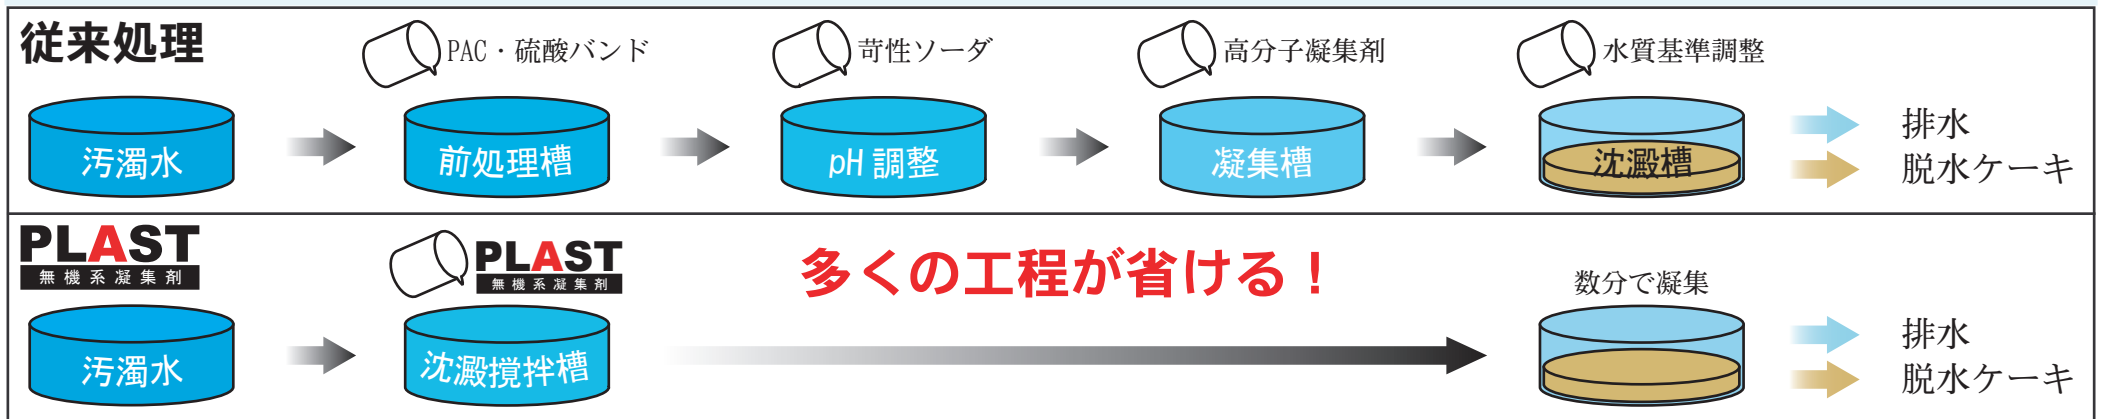 従来処理
PAC・硫酸バンド
苛性ソーダ
高分子凝集剤
水質基準調整
汚濁水
前処理槽
pH調整
凝集槽
沈澱槽
排水
脱水ケーキ
PLAST
無機系凝集剤
PLAST
無機系凝集剤
多くの工程が省ける！
数分で凝集
汚濁水
沈澱撹拌槽
排水
脱水ケーキ